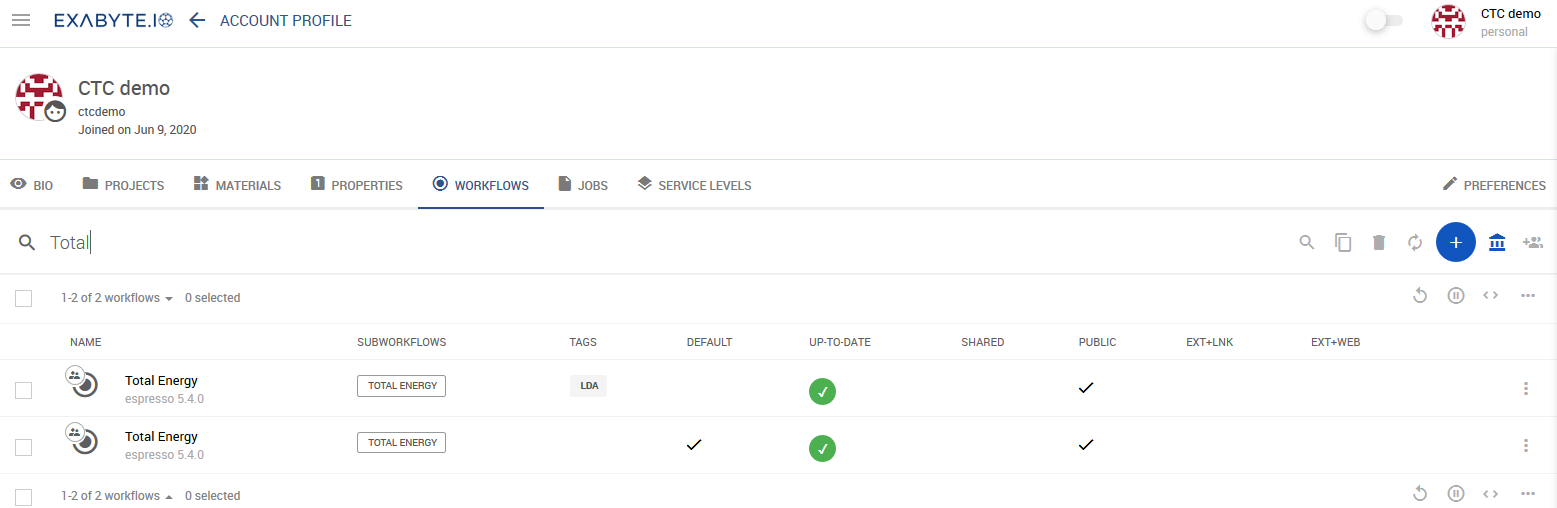 EXABYTE.IO ACCOUNT PROFILE
CTC demo
personal
CTC demo
ctcdemo
Joined on Jun 9, 2020
BIO PROJECTS MATERIALS 1 PROPERTIES WORKFLOWS JOBS SERVICE LEVELS PREFERENCES
Total
1-2 of 2 workflows 0 selected
NAME SUBWORKFLOWS TAGS DEFAULT UP-TO-DATE SHARED PUBLIC EXT+LNK EXT+WEB
Total Energy TOTAL ENERGY LDA
espresso 5.4.0
Total Energy TOTAL ENERGY
espresso 5.4.0
1-2 of 2 workflows 0 selected